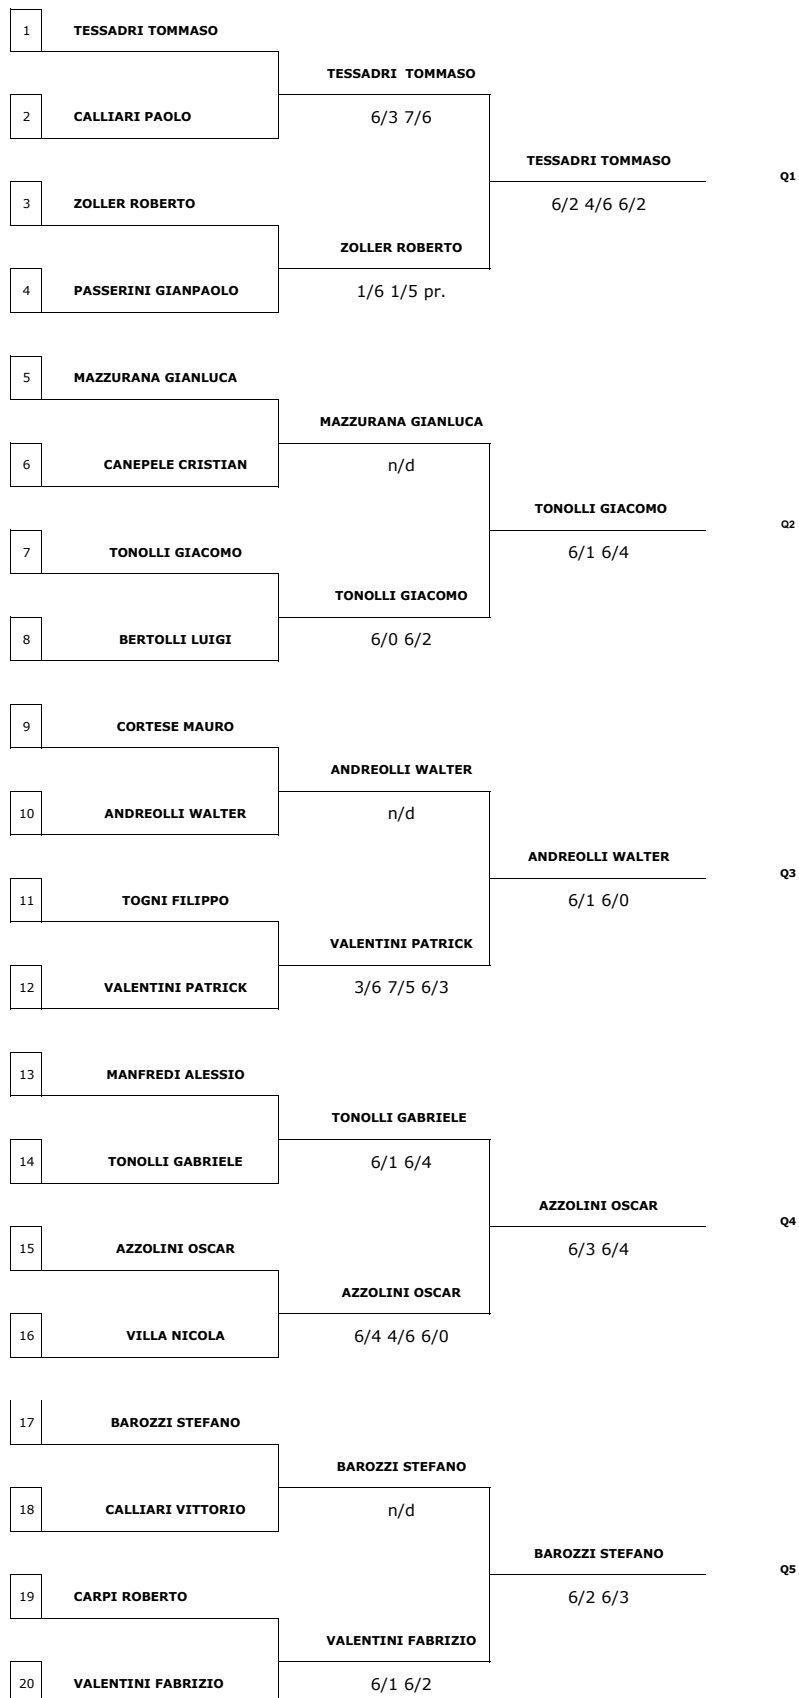 1 TESSADRI TOMMASO
TESSADRI TOMMASO
2 CALLIARI PAOLO 6/3 7/6
TESSADRI TOMMASO
Q1
3 ZOLLER ROBERTO 6/2 4/6 6/2
ZOLLER ROBERTO
4 PASSERINI GIANPAOLO 1/6 1/5 pr.
5 MAZZURANA GIANLUCA
MAZZURANA GIANLUCA
6 CANEPELE CRISTIAN n/d
TONOLLI GIACOMO
Q2
7 TONOLLI GIACOMO 6/1 6/4
TONOLLI GIACOMO
8 BERTOLLI LUIGI 6/0 6/2
9 CORTESE MAURO
ANDREOLLI WALTER
10 ANDREOLLI WALTER n/d
ANDREOLLI WALTER
Q3
11 TOGNI FILIPPO 6/1 6/0
VALENTINI PATRICK
12 VALENTINI PATRICK 3/6 7/5 6/3
13 MANFREDI ALESSIO
TONOLLI GABRIELE
14 TONOLLI GABRIELE 6/1 6/4
AZZOLINI OSCAR
Q4
15 AZZOLINI OSCAR 6/3 6/4
AZZOLINI OSCAR
16 VILLA NICOLA 6/4 4/6 6/0
17 BAROZZI STEFANO
BAROZZI STEFANO
18 CALLIARI VITTORIO n/d
BAROZZI STEFANO
Q5
19 CARPI ROBERTO 6/2 6/3
VALENTINI FABRIZIO
20 VALENTINI FABRIZIO 6/1 6/2